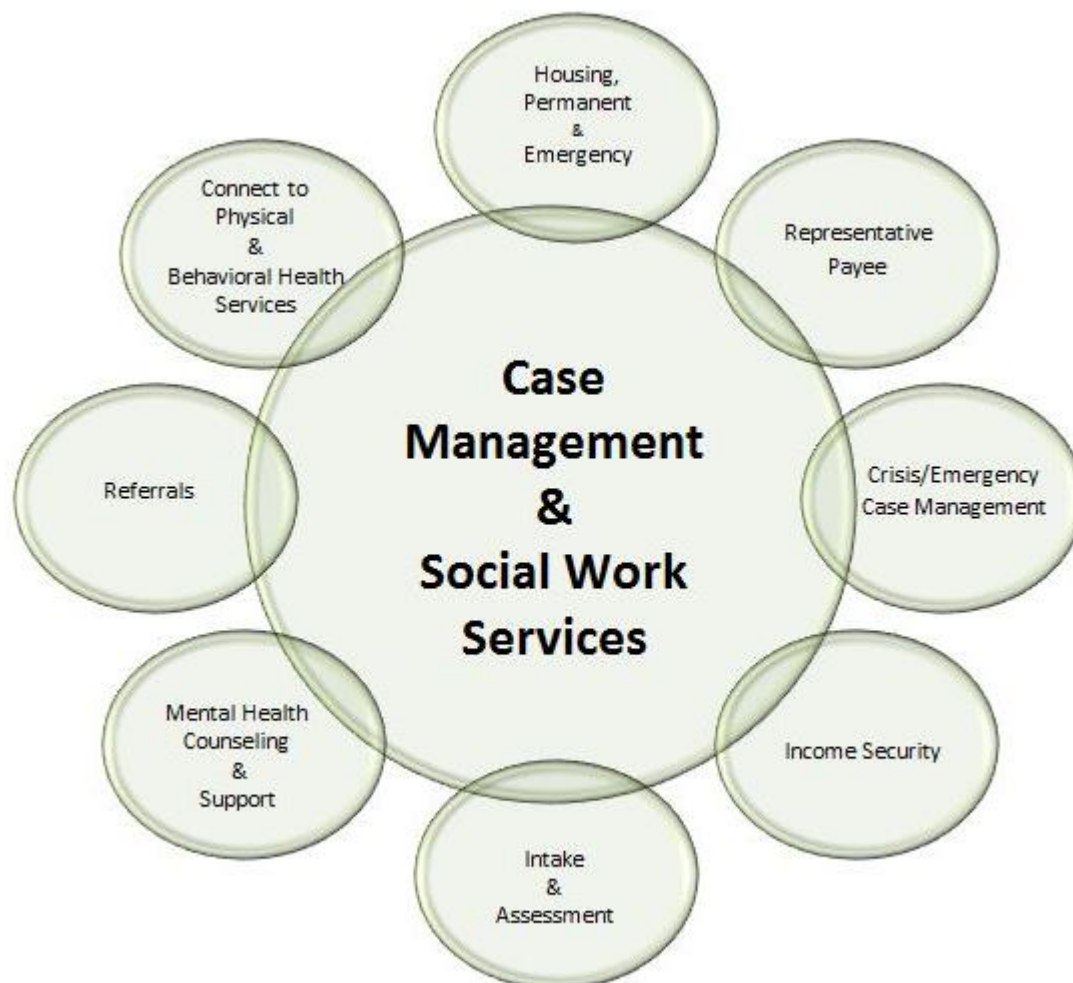 Housing,
Permanent
&
Emergency
Representative
Payee
Crisis/Emergency
Case Management
Income Security
Intake
&
Assessment
Mental Health
Counseling
&
Support
Referrals
Connect to
Physical
&
Behavioral Health
Services
Case
Management
&
Social Work
Services